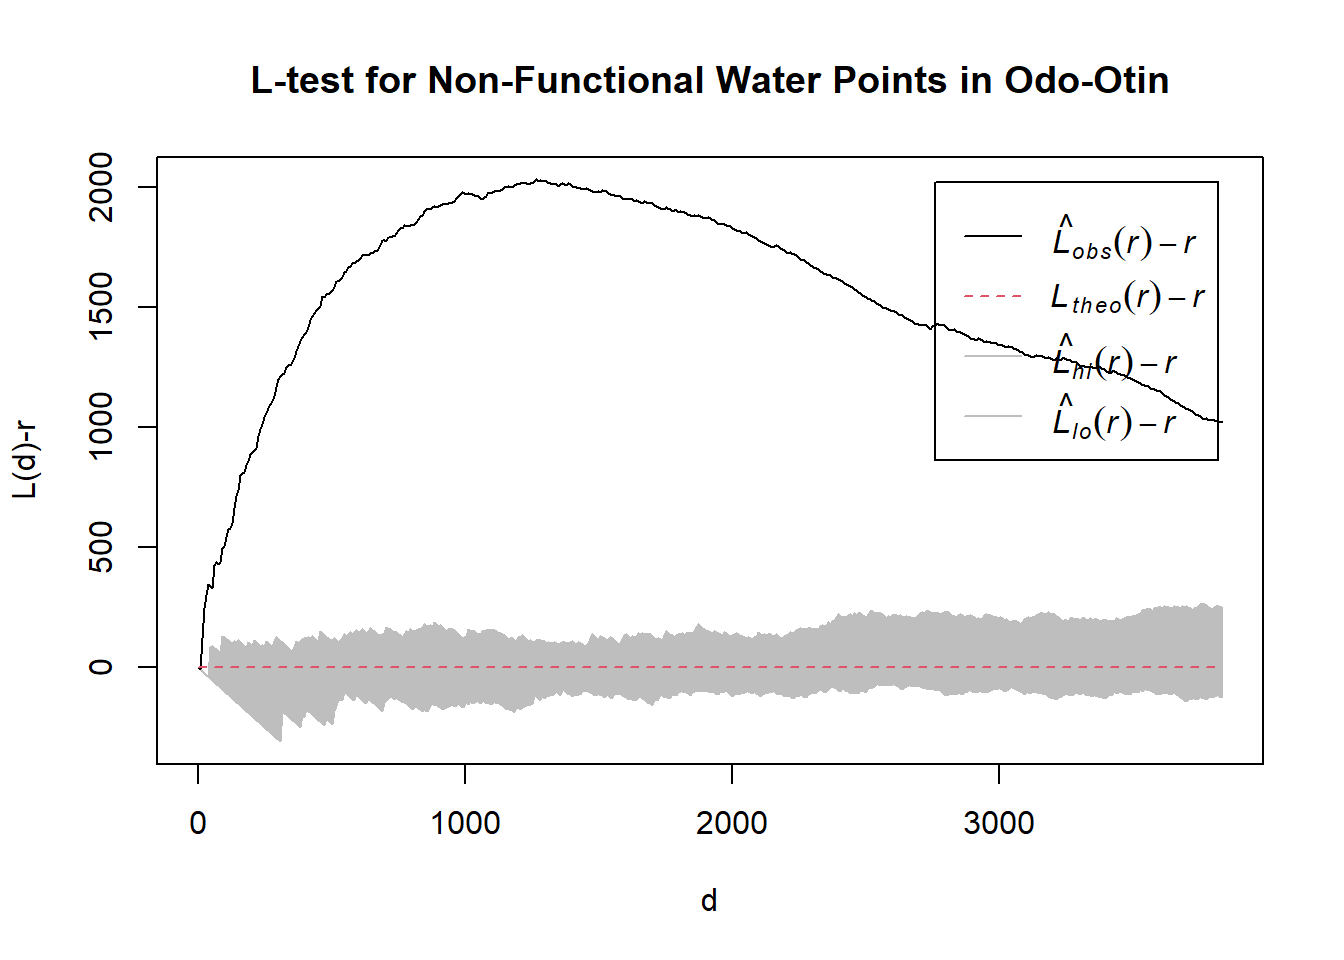 L-test for Non-Functional Water Points in Odo-Otin
L(d)-r
2000
1500
1000
500
0
L̂obs(r) − r
Ltheo(r) − r
L̂hi(r) − r
L̂lo(r) − r
0 1000 2000 3000
d